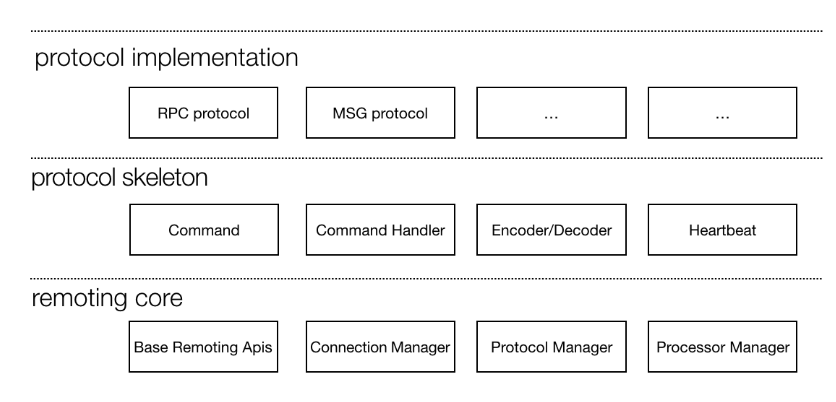 protocol implementation
RPC protocol
MSG protocol
...
...
protocol skeleton
Command
Command Handler
Encoder/Decoder
Heartbeat
remoting core
Base Remoting Apis
Connection Manager
Protocol Manager
Processor Manager